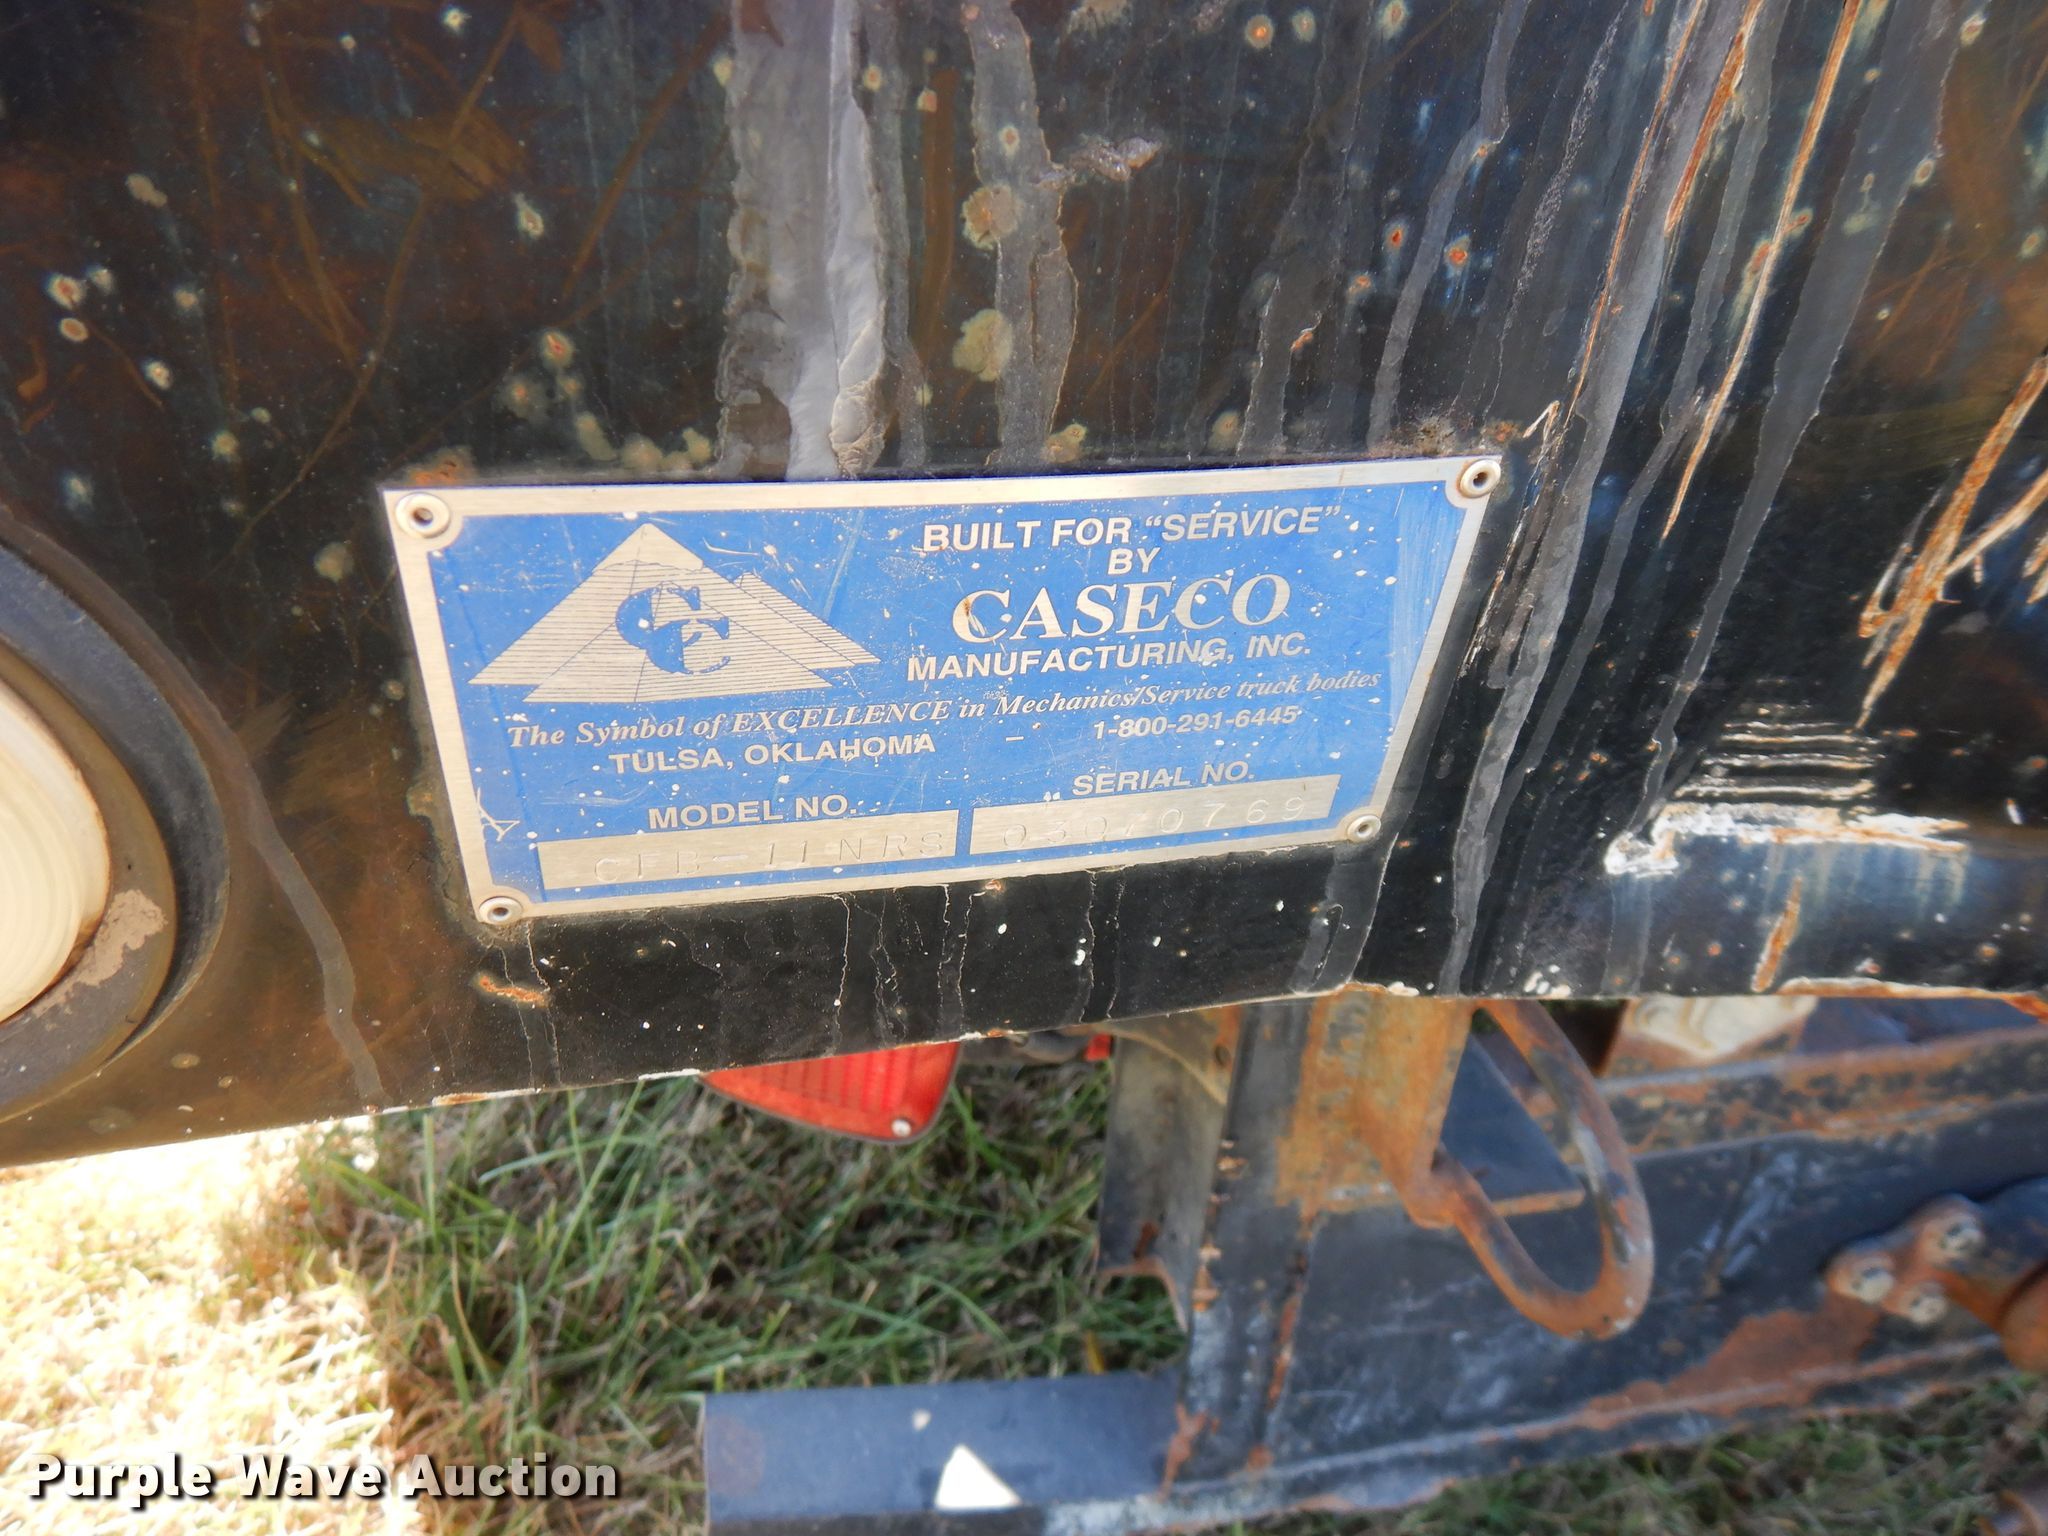 BUILT FOR “SERVICE”
BY
CASECO
MANUFACTURING, INC.
CE
The Symbol of EXCELLENCE in Mechanics/Service truck bodies
TULSA, OKLAHOMA – 1-800-291-6445
MODEL NO. SERIAL NO.
CFB-11NRS 03070769
Purple Wave Auction